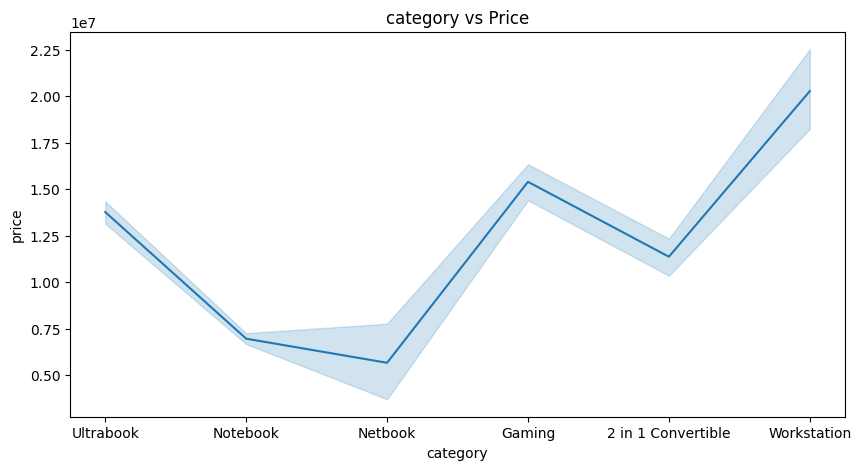 category vs Price
1e7
2.25
2.00
1.75
1.50
1.25
1.00
0.75
0.50
price
Ultrabook Notebook Netbook Gaming 2 in 1 Convertible Workstation
category